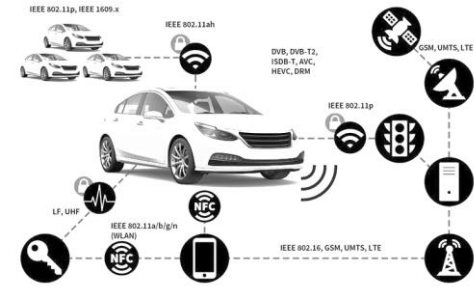 IEEE 802.11p, IEEE 1609.x
IEEE 802.11ah
DVB, DVB-T2,
ISDB-T, AVC,
HEVC, DRM
GSM, UMTS, LTE
IEEE 802.11p
LF, UHF
NFC
IEEE 802.11a/b/g/n
(WLAN)
NFC
IEEE 802.16, GSM, UMTS, LTE